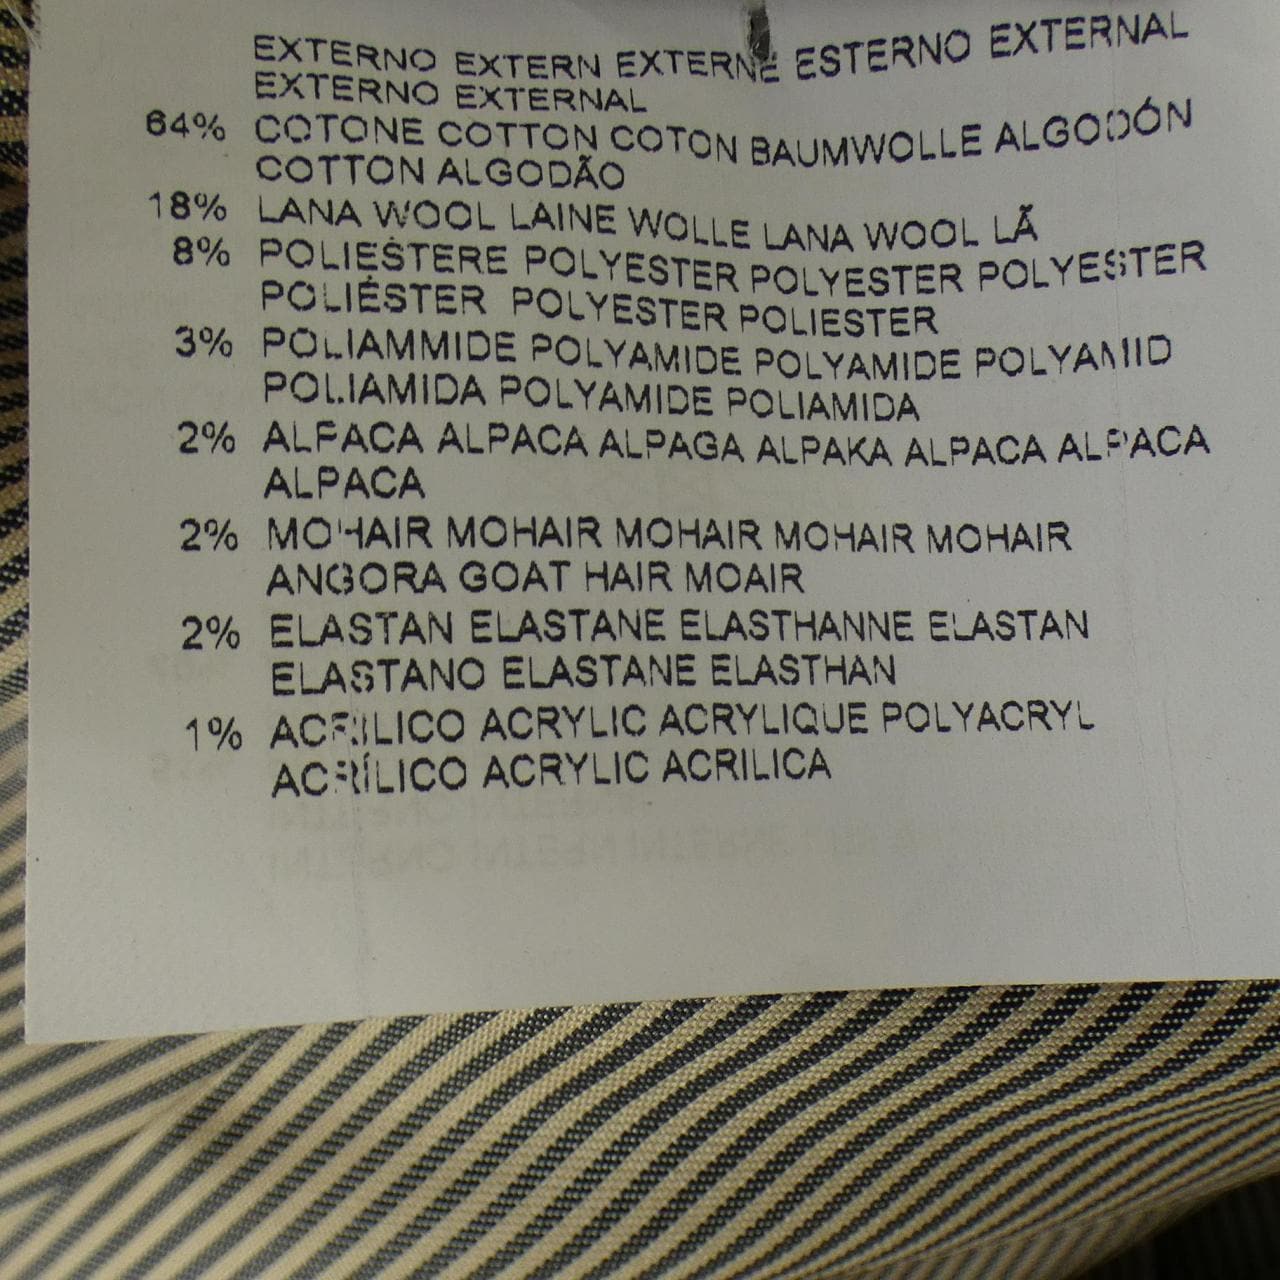 EXTERNO EXTERN EXTERNE ESTERNO EXTERNAL
EXTERNO EXTERNAL
64% COTONE COTTON COTON BAUMWOLLE ALGODÓN
COTTON ALGODÃO
18% LANA WOOL LAINE WOLLE LANA WOOL LÃ
8% POLIESTERE POLYESTER POLYESTER POLYESTER
POLIÉSTER POLYESTER POLIESTER
3% POLIAMMIDE POLYAMIDE POLYAMIDE POLYAMID
POLIAMIDA POLYAMIDE POLIAMIDA
2% ALPACA ALPACA ALPAGA ALPAKA ALPACA ALPACA
ALPACA
2% MOHAIR MOHAIR MOHAIR MOHAIR MOHAIR
ANGORA GOAT HAIR MOAIR
2% ELASTAN ELASTANE ELASTHANNE ELASTAN
ELASTANO ELASTANE ELASTHAN
1% ACRILICO ACRYLIC ACRYLIQUE POLYACRYL
ACRÍLICO ACRYLIC ACRILICA